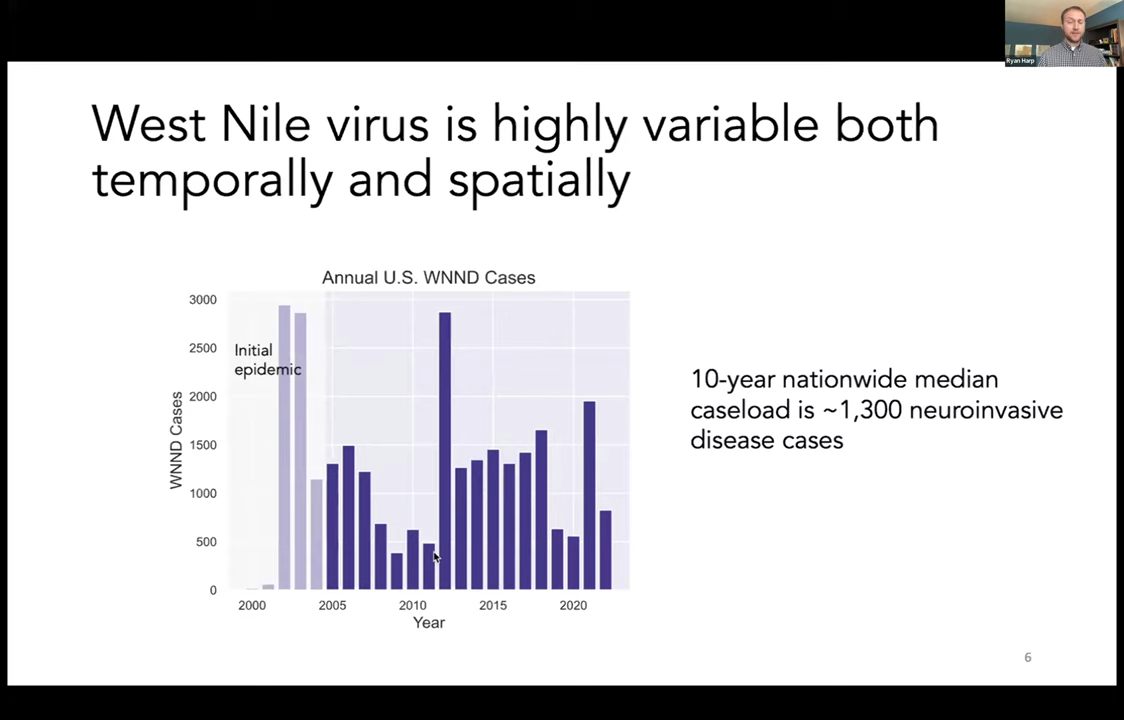 Ryan Harp
West Nile virus is highly variable both
temporally and spatially
Annual U.S. WNND Cases
3000
2500
2000
1500
1000
500
0
WNND Cases
Initial
epidemic
2000
2005
2010
2015
2020
Year
10-year nationwide median
caseload is ~1,300 neuroinvasive
disease cases
6